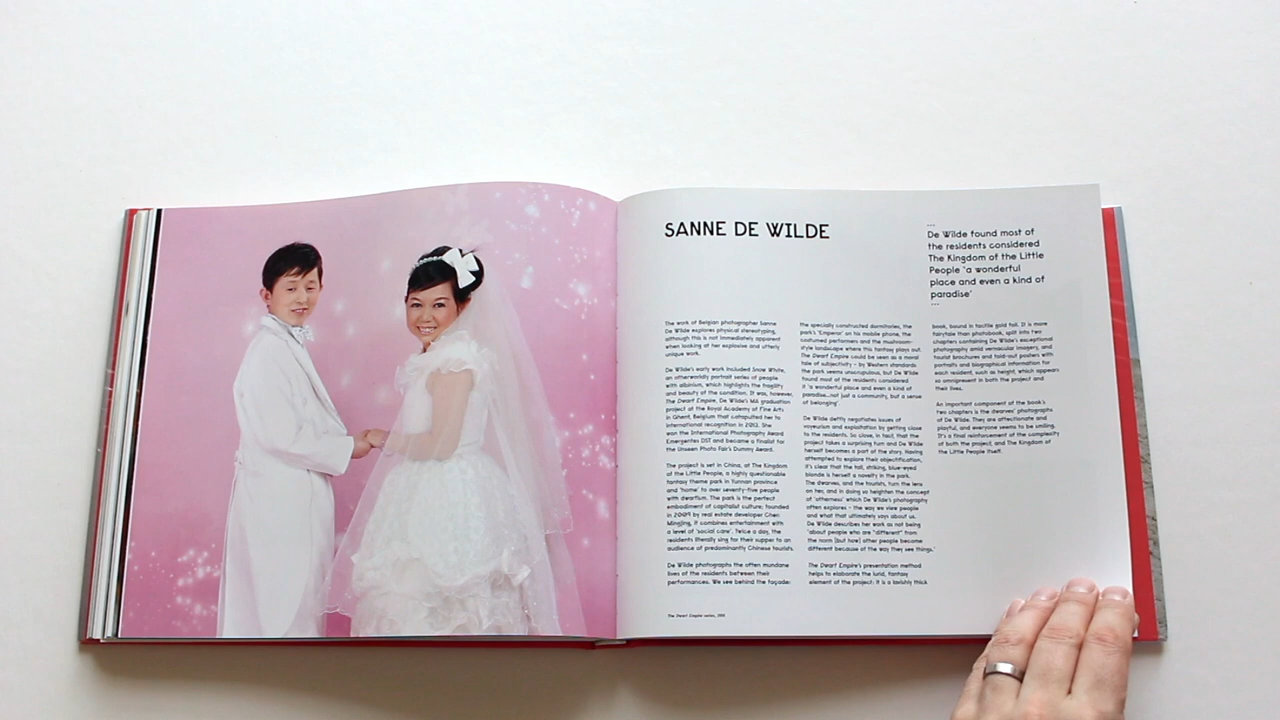 SANNE DE WILDE
---
De Wilde found most of
the residents considered
The Kingdom of the Little
People 'a wonderful
place and even a kind of
paradise'
---
The work of Belgian photographer Sanne
De Wilde explores physical stereotyping,
although this is not immediately apparent
when looking at her explosive and utterly
unique work.
De Wilde's early work included Snow White,
an otherworldly portrait series of people
with albinism, which highlights the fragility
and beauty of the condition. It was, however,
The Dwarf Empire, De Wilde's MA graduation
project at the Royal Academy of Fine Arts
in Ghent, Belgium that catapulted her to
international recognition in 2012. She
won the International Photography Award
Emergentes DST and became a finalist for
the Unseen Photo Fair's Dummy Award.
The project is set in China, at The Kingdom
of the Little People, a highly questionable
fantasy theme park in Yunnan province
and 'home' to over seventy-five people
with dwarfism. The park is the perfect
embodiment of capitalist culture; founded
in 2009 by real estate developer Chen
Mingjing, it combines entertainment with
a level of 'social care'. Twice a day, the
residents literally sing for their supper to an
audience of predominantly Chinese tourists.
De Wilde photographs the often mundane
lives of the residents between their
performances. We see behind the façade:
the specially constructed dormitories, the
park's 'Emperor' on his mobile phone, the
costumed performers and the mushroom-
style landscape where this fantasy plays out.
The Dwarf Empire could be seen as a moral
tale of subjectivity – by Western standards
the park seems unscrupulous, but De Wilde
found most of the residents considered
it 'a wonderful place and even a kind of
paradise...not just a community, but a sense
of belonging'.
De Wilde deftly negotiates issues of
voyeurism and exploitation by getting close
to the residents. So close, in fact, that the
project takes a surprising turn and De Wilde
herself becomes a part of the story. Having
attempted to explore their objectification,
it's clear that the tall, striking, blue-eyed
blonde is herself a novelty in the park.
The dwarves, and the tourists, turn the lens
on her, and in doing so heighten the concept
of 'otherness' which De Wilde's photography
often explores – the way we view people
and what that ultimately says about us.
De Wilde describes her work as not being
'about people who are "different" from
the norm [but how] other people become
different because of the way they see things.'
The Dwarf Empire's presentation method
helps to elaborate the lurid, fantasy
element of the project: it is a lavishly thick
book, bound in tactile gold foil. It is more
fairytale than photobook, split into two
chapters containing De Wilde's exceptional
photography amid vernacular imagery, and
tourist brochures and fold-out posters with
portraits and biographical information for
each resident, such as height, which appears
so omnipresent in both the project and
their lives.
An important component of the book's
two chapters is the dwarves' photographs
of De Wilde. They are affectionate and
playful, and everyone seems to be smiling.
It's a final reinforcement of the complexity
of both the project, and The Kingdom of
the Little People itself.
The Dwarf Empire series,